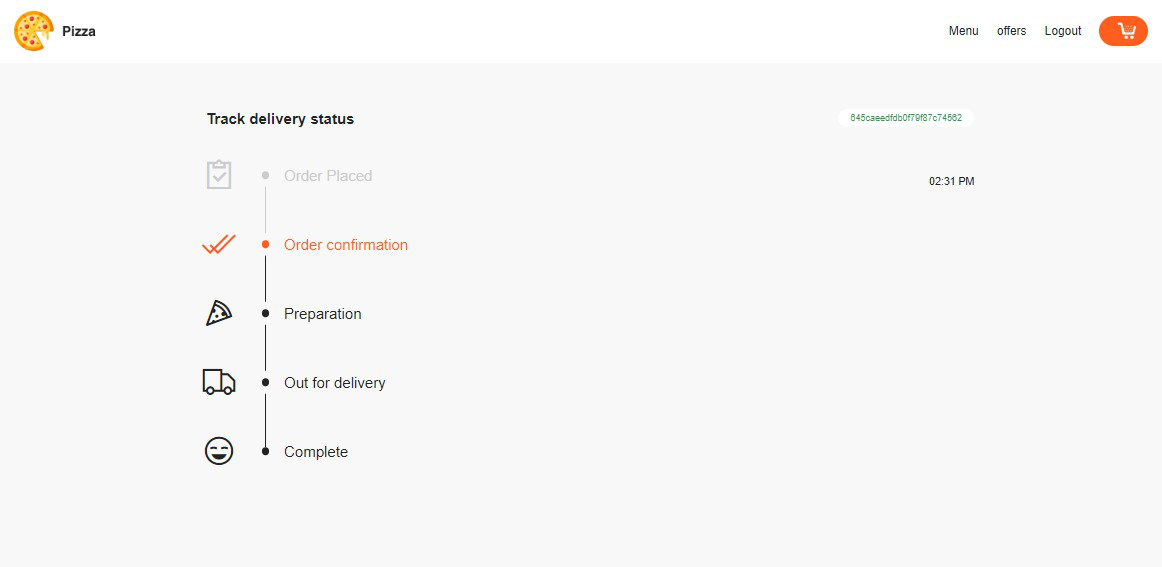 Pizza
Menu offers Logout
Track delivery status
645caeedfdb0f79f87c74562
Order Placed
02:31 PM
Order confirmation
Preparation
Out for delivery
Complete